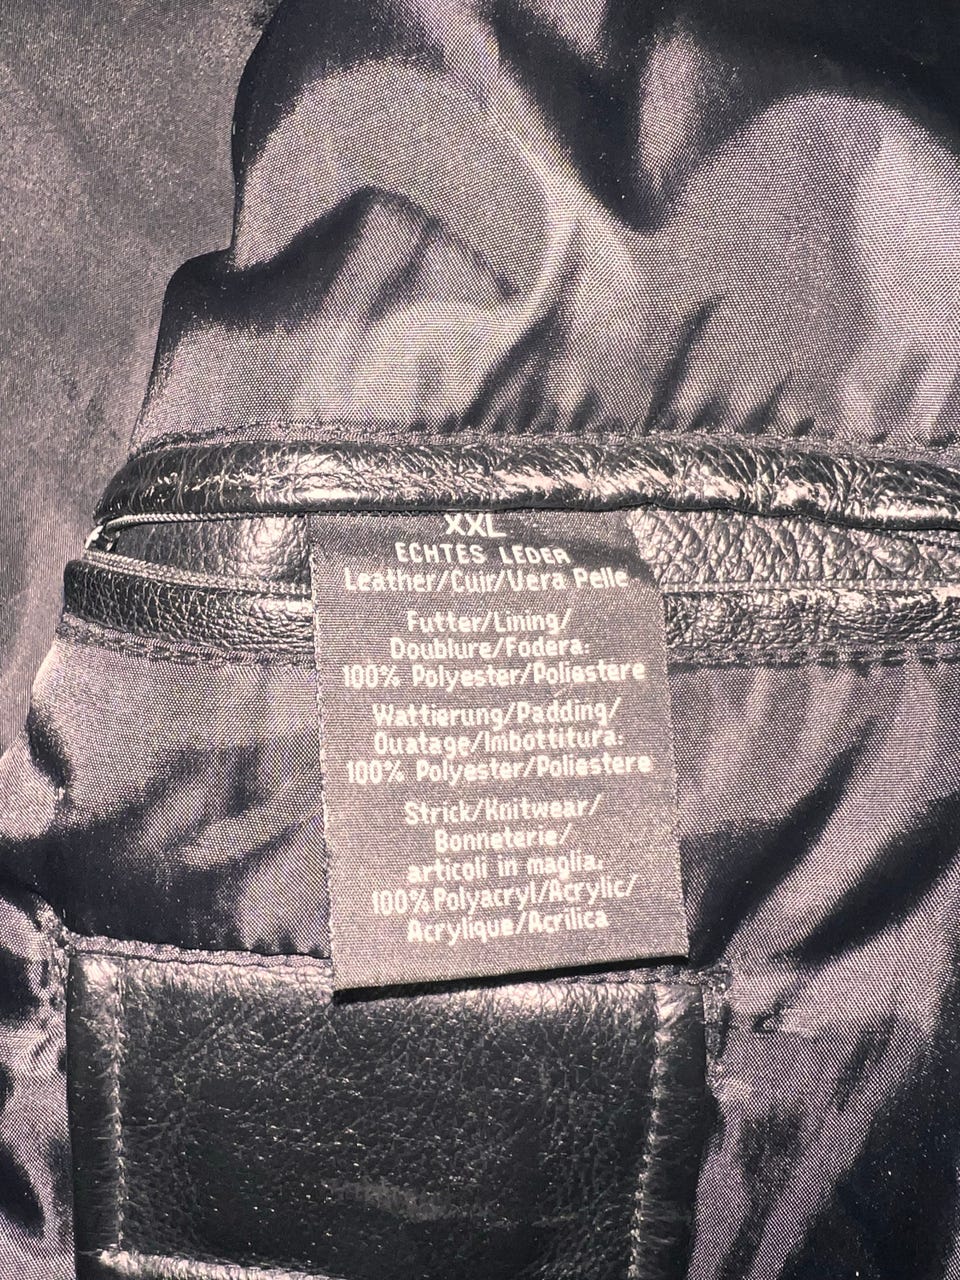 XXL
ECHTES LEDER
Leather/Cuir/Vera Pelle
Futter/Lining/
Doublure/Fodera:
100% Polyester/Poliestere
Wattierung/Padding/
Ouatage/Imbottitura:
100% Polyester/Poliestere
Strick/Knitwear/
Bonneterie/
articoli in maglia:
100%Polyacryl/Acrylic/
Acrylique/Acrilica